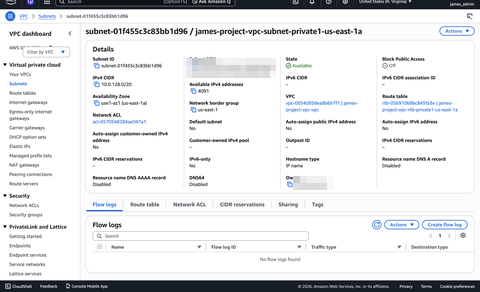 Search
[Option+S]
Ask Amazon Q
United States (N. Virginia)
james_admin
VPC > Subnets > subnet-01f455c3c83bb1d96
VPC dashboard
Filter by VPC
Virtual private cloud
Your VPCs
Subnets
Route tables
Internet gateways
Egress-only internet gateways
Carrier gateways
DHCP option sets
Elastic IPs
Managed prefix lists
NAT gateways
Peering connections
Route servers
Security
Network ACLs
Security groups
PrivateLink and Lattice
Getting started
Endpoints
Endpoint services
Service networks
Lattice services
subnet-01f455c3c83bb1d96 / james-project-vpc-subnet-private1-us-east-1a
Actions
Details
Subnet ID
subnet-01f455c3c83bb1d96
IPv4 CIDR
10.0.128.0/20
Availability Zone
use1-az1 (us-east-1a)
Network ACL
acl-0570546284aa047a1
Auto-assign customer-owned IPv4 address
No
IPv6 CIDR reservations
–
Resource name DNS AAAA record
Disabled
Available IPv4 addresses
4091
Network border group
us-east-1
Default subnet
No
Customer-owned IPv4 pool
–
IPv6-only
No
DNS64
Disabled
State
Available
IPv6 CIDR
–
VPC
vpc-0054d958ea8b6b7f1 | james-project-vpc-vpc
Auto-assign public IPv4 address
No
Outpost ID
–
Hostname type
IP name
Block Public Access
Off
IPv6 CIDR association ID
–
Route table
rtb-05b910686c845fa3e | james-project-vpc-rtb-private1-us-east-1a
Auto-assign IPv6 address
No
IPv4 CIDR reservations
–
Resource name DNS A record
Disabled
Flow logs
Route table
Network ACL
CIDR reservations
Sharing
Tags
Flow logs
Actions
Create flow log
Search
1
Name
Flow log ID
Traffic type
Destination type
No flow logs found
CloudShell
Feedback
Console Mobile App
© 2026, Amazon Web Services, Inc. or its affiliates.
Privacy
Terms
Cookie preferences